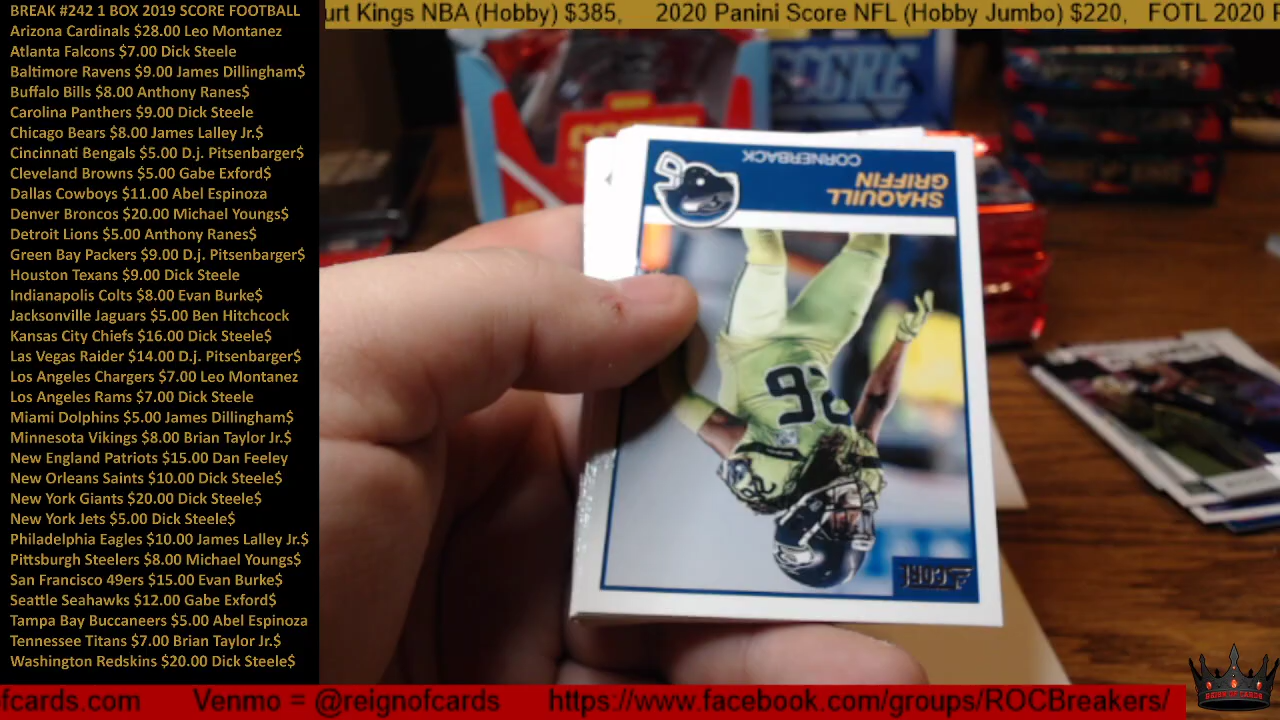 BREAK #242 1 BOX 2019 SCORE FOOTBALL
Arizona Cardinals $28.00 Leo Montanez
Atlanta Falcons $7.00 Dick Steele
Baltimore Ravens $9.00 James Dillingham$
Buffalo Bills $8.00 Anthony Ranes$
Carolina Panthers $9.00 Dick Steele
Chicago Bears $8.00 James Lalley Jr.$
Cincinnati Bengals $5.00 D.j. Pitsenbarger$
Cleveland Browns $5.00 Gabe Exford$
Dallas Cowboys $11.00 Abel Espinoza
Denver Broncos $20.00 Michael Youngs$
Detroit Lions $5.00 Anthony Ranes$
Green Bay Packers $9.00 D.j. Pitsenbarger$
Houston Texans $9.00 Dick Steele
Indianapolis Colts $8.00 Evan Burke$
Jacksonville Jaguars $5.00 Ben Hitchcock
Kansas City Chiefs $16.00 Dick Steele$
Las Vegas Raider $14.00 D.j. Pitsenbarger$
Los Angeles Chargers $7.00 Leo Montanez
Los Angeles Rams $7.00 Dick Steele
Miami Dolphins $5.00 James Dillingham$
Minnesota Vikings $8.00 Brian Taylor Jr.$
New England Patriots $15.00 Dan Feeley
New Orleans Saints $10.00 Dick Steele$
New York Giants $20.00 Dick Steele$
New York Jets $5.00 Dick Steele$
Philadelphia Eagles $10.00 James Lalley Jr.$
Pittsburgh Steelers $8.00 Michael Youngs$
San Francisco 49ers $15.00 Evan Burke$
Seattle Seahawks $12.00 Gabe Exford$
Tampa Bay Buccaneers $5.00 Abel Espinoza
Tennessee Titans $7.00 Brian Taylor Jr.$
Washington Redskins $20.00 Dick Steele$
urt Kings NBA (Hobby) $385, 2020 Panini Score NFL (Hobby Jumbo) $220, FOTL 2020
SCORE
CORNERBACK
SHAQUILL
GRIFFIN
26
SCORE
ofcards.com Venmo = @reignofcards https://www.facebook.com/groups/ROCBreakers/
REIGN OF CARDS